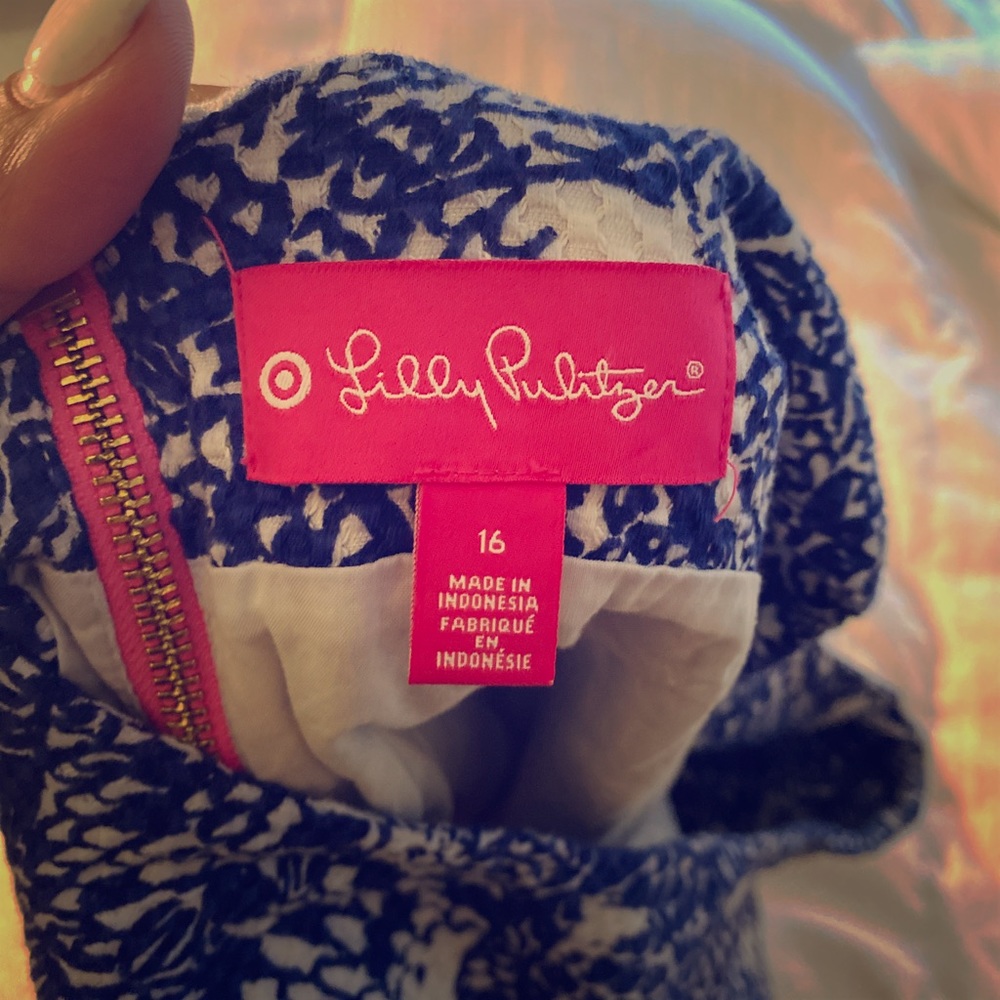 Lilly Pulitzer®
16
MADE IN
INDONESIA
FABRIQUÉ
EN
INDONÉSIE